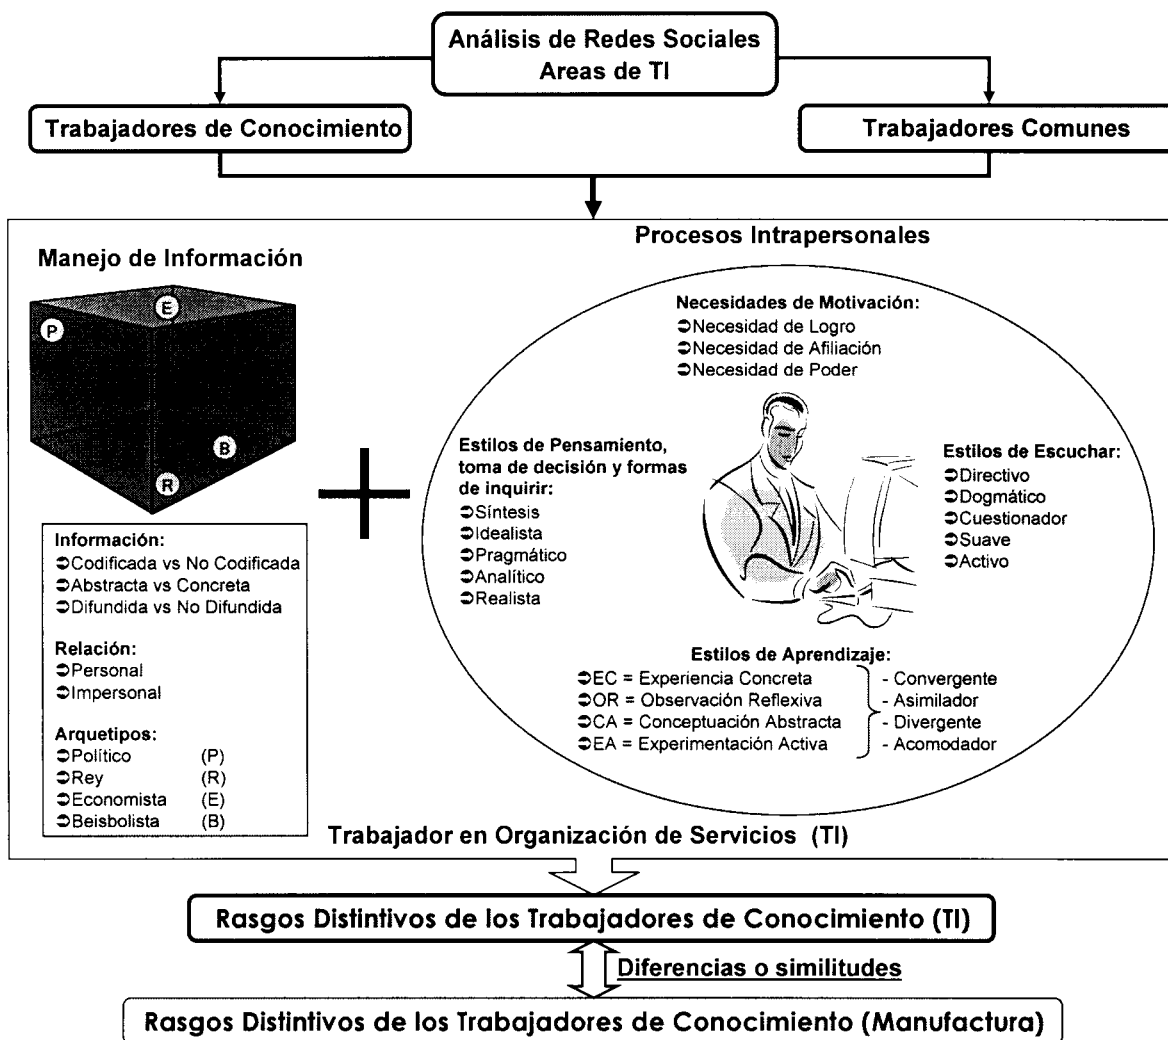 Análisis de Redes Sociales
Areas de TI
Trabajadores de Conocimiento
Trabajadores Comunes
Procesos Intrapersonales
Manejo de Información
E
P
B
R
Información:
➲Codificada vs No Codificada
➲Abstracta vs Concreta
➲Difundida vs No Difundida
Relación:
➲Personal
➲Impersonal
Arquetipos:
➲Político (P)
➲Rey (R)
➲Economista (E)
➲Beisbolista (B)
Necesidades de Motivación:
➲Necesidad de Logro
➲Necesidad de Afiliación
➲Necesidad de Poder
Estilos de Pensamiento,
toma de decisión y formas
de inquirir:
➲Síntesis
➲Idealista
➲Pragmático
➲Analítico
➲Realista
Estilos de Escuchar:
➲Directivo
➲Dogmático
➲Cuestionador
➲Suave
➲Activo
Estilos de Aprendizaje:
➲EC = Experiencia Concreta
➲OR = Observación Reflexiva
➲CA = Conceptuación Abstracta
➲EA = Experimentación Activa
- Convergente
- Asimilador
- Divergente
- Acomodador
Trabajador en Organización de Servicios (TI)
Rasgos Distintivos de los Trabajadores de Conocimiento (TI)
Diferencias o similitudes
Rasgos Distintivos de los Trabajadores de Conocimiento (Manufactura)